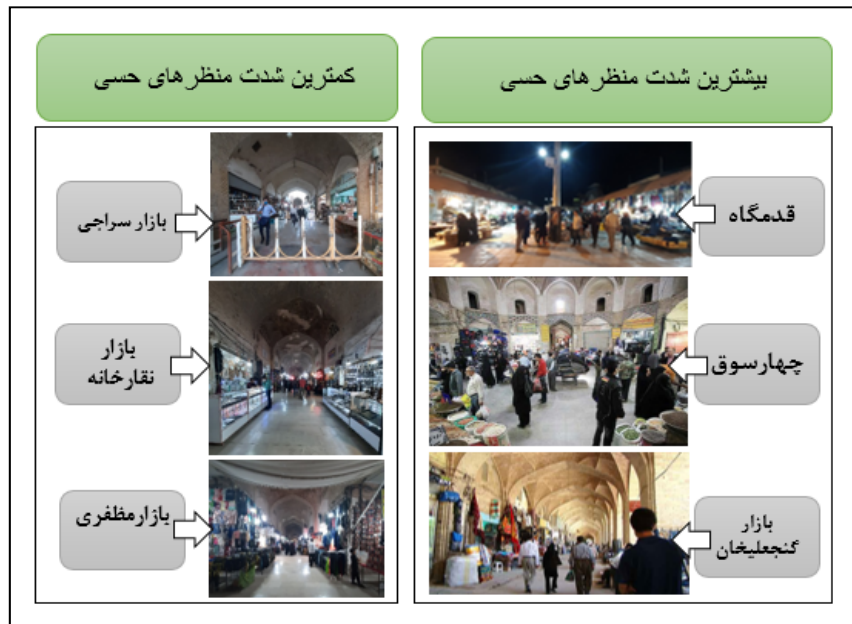 بیشترین شدت منظرهای حسی
کمترین شدت منظرهای حسی
قدمگاه
چهارسوق
بازار
گنجعلیخان
بازار سراجی
بازار
نقارخانه
بازارمظفری